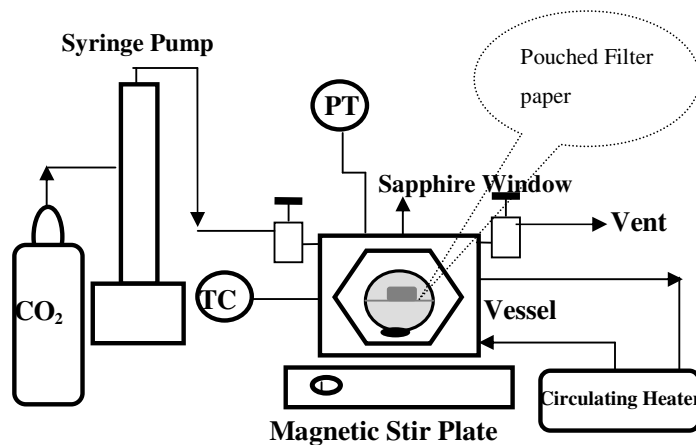 Syringe Pump
Pouched Filter
paper
PT
Sapphire Window
Vent
TC
CO₂
Vessel
Circulating Heater
Magnetic Stir Plate